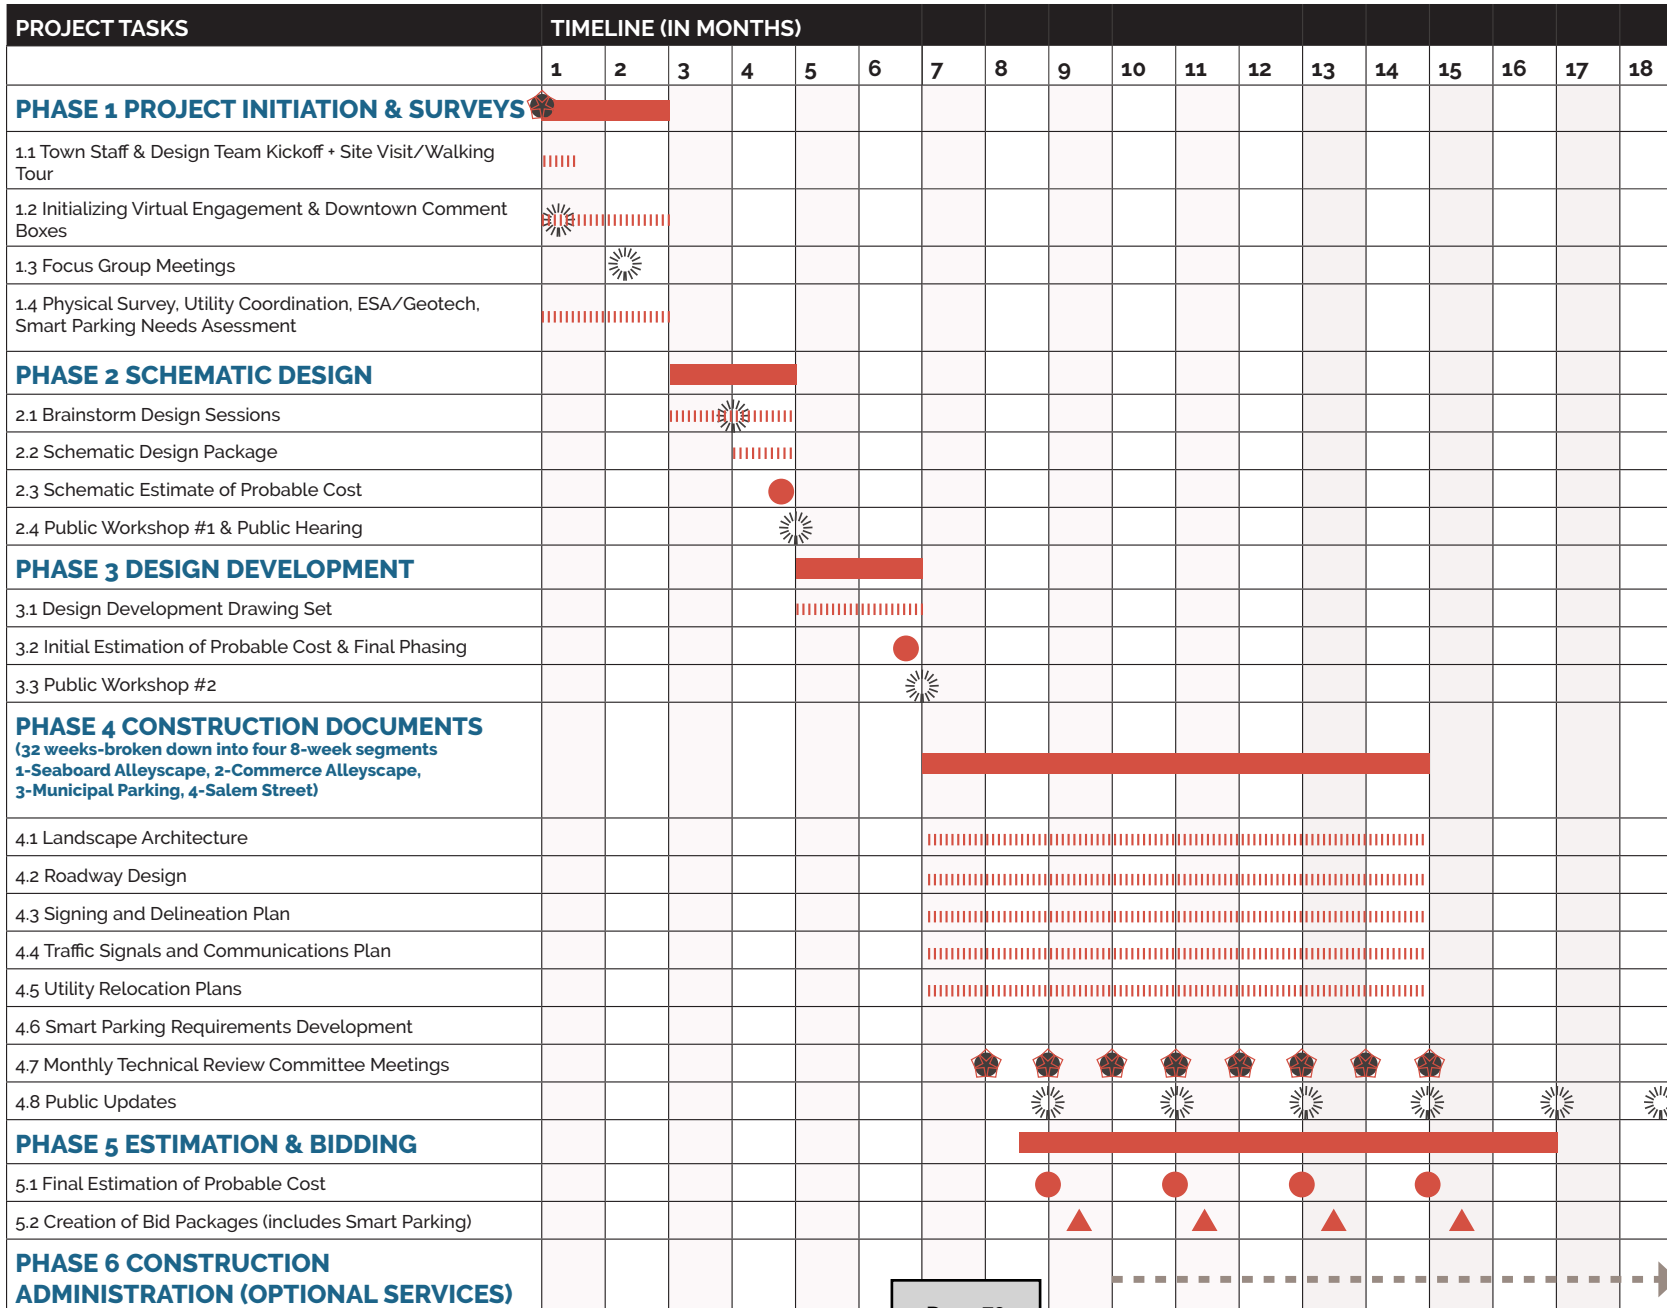 PROJECT TASKS TIMELINE (IN MONTHS)
1 2 3 4 5 6 7 8 9 10 11 12 13 14 15 16 17 18
PHASE 1 PROJECT INITIATION & SURVEYS
1.1 Town Staff & Design Team Kickoff + Site Visit/Walking
Tour
1.2 Initializing Virtual Engagement & Downtown Comment
Boxes
1.3 Focus Group Meetings
1.4 Physical Survey, Utility Coordination, ESA/Geotech,
Smart Parking Needs Asessment
PHASE 2 SCHEMATIC DESIGN
2.1 Brainstorm Design Sessions
2.2 Schematic Design Package
2.3 Schematic Estimate of Probable Cost
2.4 Public Workshop #1 & Public Hearing
PHASE 3 DESIGN DEVELOPMENT
3.1 Design Development Drawing Set
3.2 Initial Estimation of Probable Cost & Final Phasing
3.3 Public Workshop #2
PHASE 4 CONSTRUCTION DOCUMENTS
(32 weeks-broken down into four 8-week segments
1-Seaboard Alleyscape, 2-Commerce Alleyscape,
3-Municipal Parking, 4-Salem Street)
4.1 Landscape Architecture
4.2 Roadway Design
4.3 Signing and Delineation Plan
4.4 Traffic Signals and Communications Plan
4.5 Utility Relocation Plans
4.6 Smart Parking Requirements Development
4.7 Monthly Technical Review Committee Meetings
4.8 Public Updates
PHASE 5 ESTIMATION & BIDDING
5.1 Final Estimation of Probable Cost
5.2 Creation of Bid Packages (includes Smart Parking)
PHASE 6 CONSTRUCTION
ADMINISTRATION (OPTIONAL SERVICES)